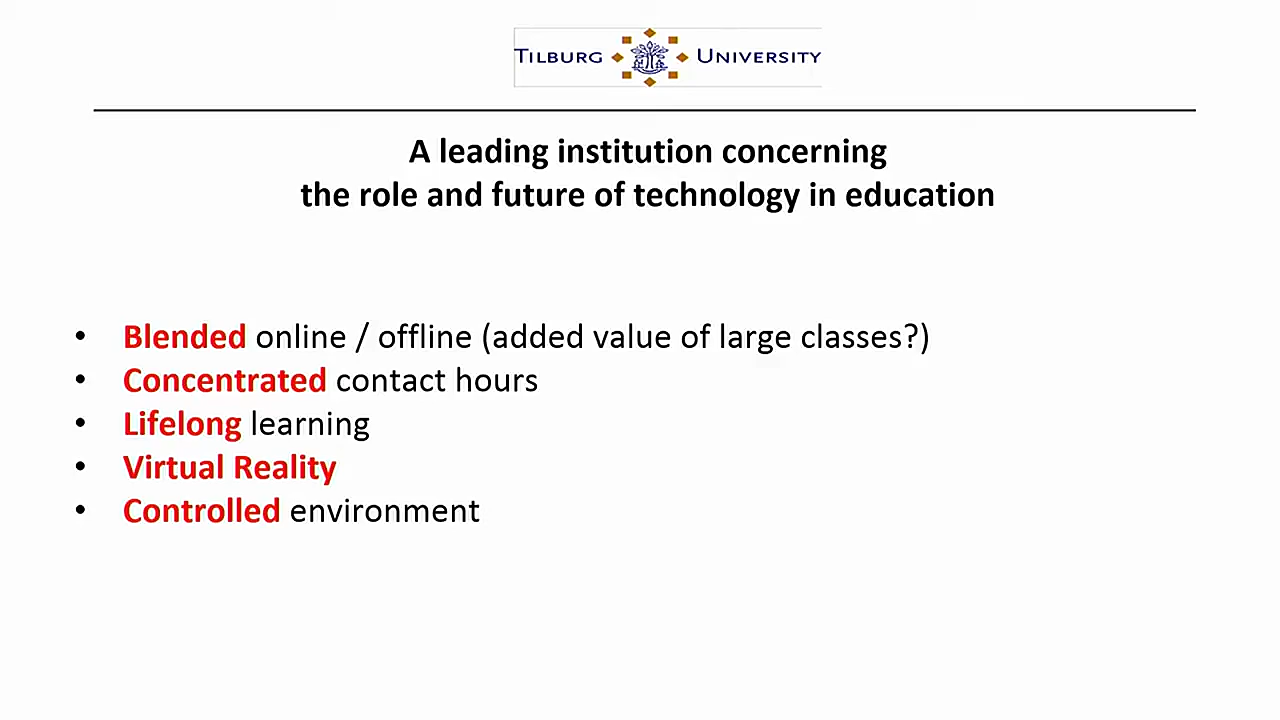 TILBURG UNIVERSITY
A leading institution concerning
the role and future of technology in education
• Blended online / offline (added value of large classes?)
• Concentrated contact hours
• Lifelong learning
• Virtual Reality
• Controlled environment